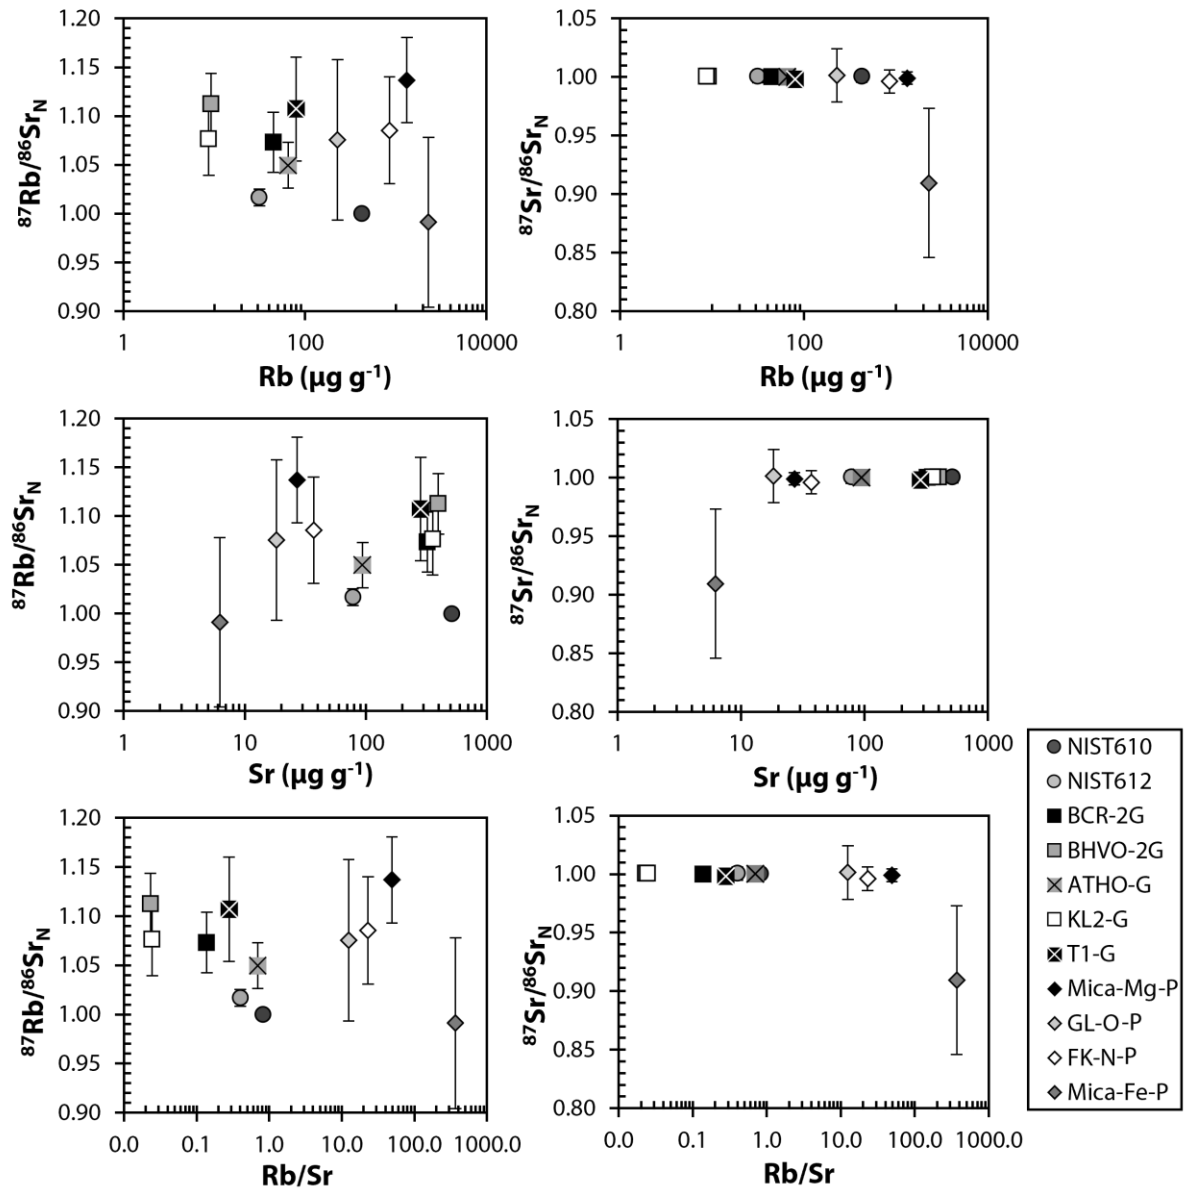 1.20
1.15
1.10
1.05
1.00
0.95
0.90
⁸⁷Rb/⁸⁶Sr_N
1 100 10000
Rb (µg g⁻¹)
1.05
1.00
0.95
0.90
0.85
0.80
⁸⁷Sr/⁸⁶Sr_N
1 100 10000
Rb (µg g⁻¹)
1.20
1.15
1.10
1.05
1.00
0.95
0.90
⁸⁷Rb/⁸⁶Sr_N
1 10 100 1000
Sr (µg g⁻¹)
1.05
1.00
0.95
0.90
0.85
0.80
⁸⁷Sr/⁸⁶Sr_N
1 10 100 1000
Sr (µg g⁻¹)
1.20
1.15
1.10
1.05
1.00
0.95
0.90
⁸⁷Rb/⁸⁶Sr_N
0.0 0.1 1.0 10.0 100.0 1000.0
Rb/Sr
1.05
1.00
0.95
0.90
0.85
0.80
⁸⁷Sr/⁸⁶Sr_N
0.0 0.1 1.0 10.0 100.0 1000.0
Rb/Sr
NIST610
NIST612
BCR-2G
BHVO-2G
ATHO-G
KL2-G
T1-G
Mica-Mg-P
GL-O-P
FK-N-P
Mica-Fe-P